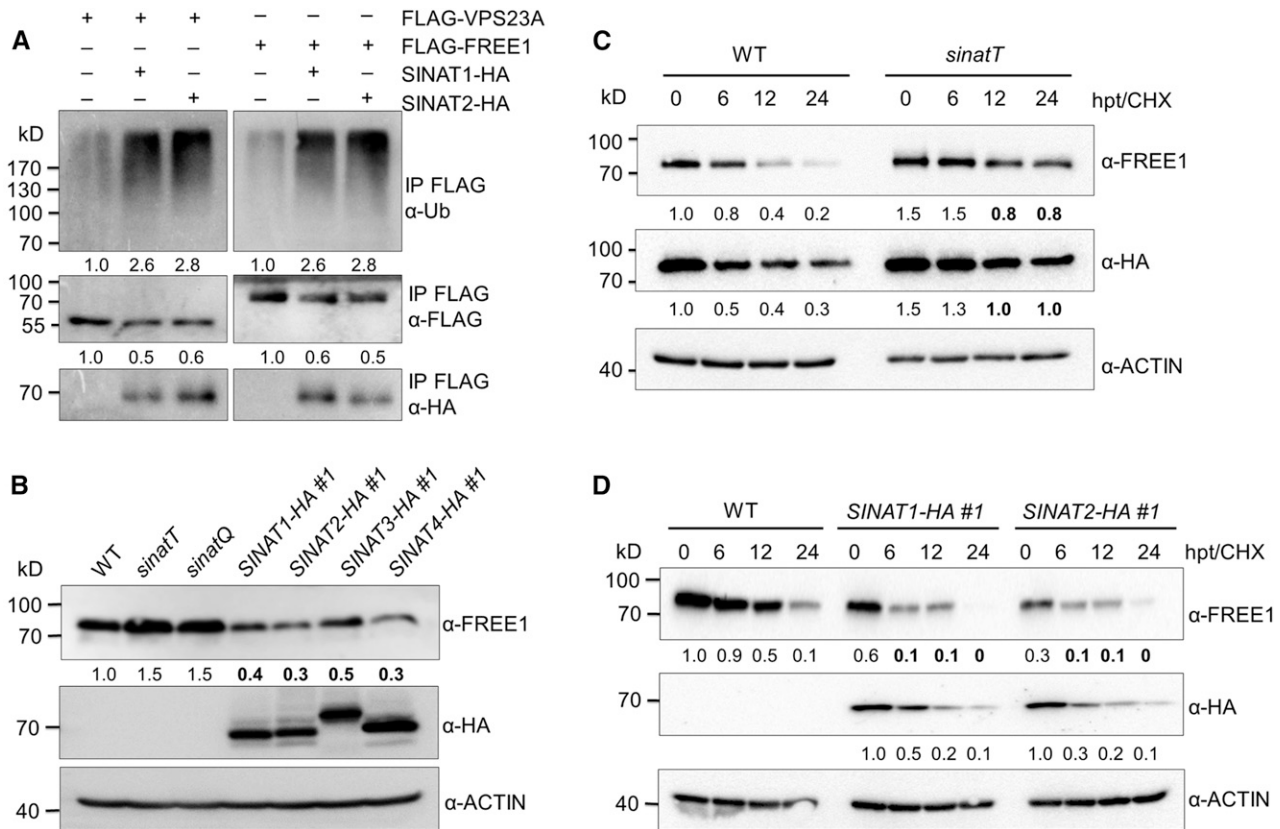 A
+ + + − − − FLAG-VPS23A
− − − + + + FLAG-FREE1
− + − − + − SINAT1-HA
− − + − − + SINAT2-HA
kD
170
130
100
70
IP FLAG
α-Ub
1.0 2.6 2.8 1.0 2.6 2.8
100
70
55
IP FLAG
α-FLAG
1.0 0.5 0.6 1.0 0.6 0.5
70
IP FLAG
α-HA
B
WT sinatT sinatQ SINAT1-HA #1 SINAT2-HA #1 SINAT3-HA #1 SINAT4-HA #1
kD
100
70
α-FREE1
1.0 1.5 1.5 0.4 0.3 0.5 0.3
70
α-HA
40
α-ACTIN
C
WT sinatT
kD 0 6 12 24 0 6 12 24 hpt/CHX
100
70
α-FREE1
1.0 0.8 0.4 0.2 1.5 1.5 0.8 0.8
100
70
α-HA
1.0 0.5 0.4 0.3 1.5 1.3 1.0 1.0
40
α-ACTIN
D
WT SINAT1-HA #1 SINAT2-HA #1
kD 0 6 12 24 0 6 12 24 0 6 12 24 hpt/CHX
100
70
α-FREE1
1.0 0.9 0.5 0.1 0.6 0.1 0.1 0 0.3 0.1 0.1 0
70
α-HA
1.0 0.5 0.2 0.1 1.0 0.3 0.2 0.1
40
α-ACTIN